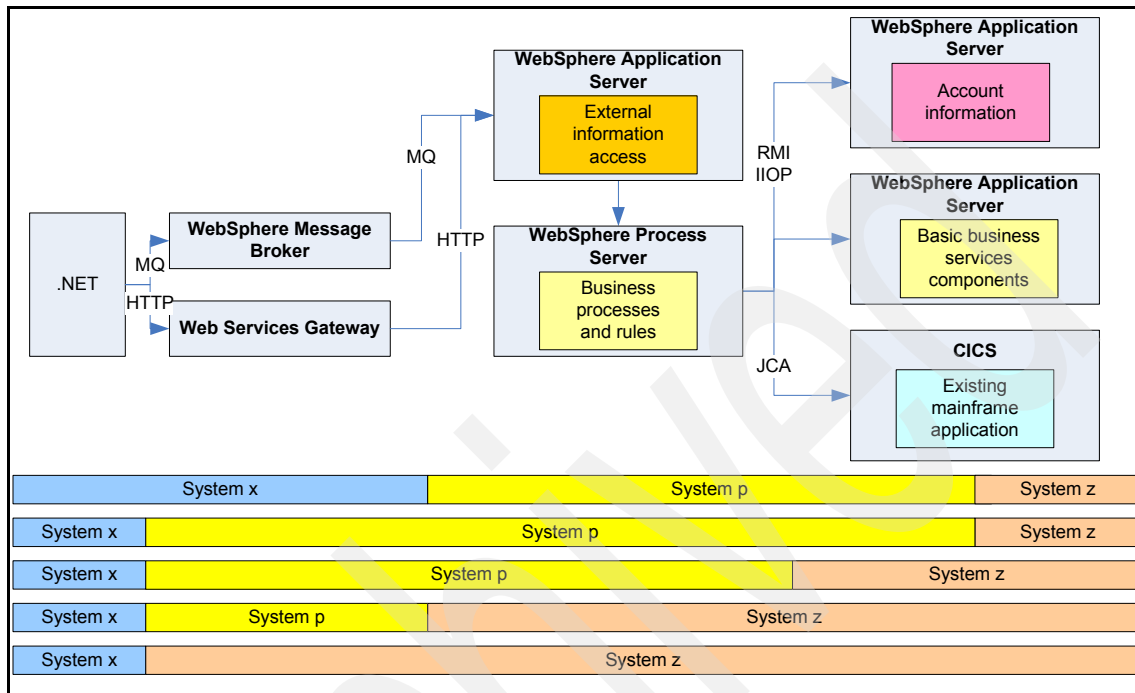 WebSphere Application
Server
External
information
access
WebSphere Application
Server
Account
information
MQ
RMI
IIOP
WebSphere Message
Broker
.NET
MQ
HTTP
HTTP
Web Services Gateway
WebSphere Process
Server
Business
processes
and rules
WebSphere Application
Server
Basic business
services
components
JCA
CICS
Existing
mainframe
application
System x
System p
System z
System x
System p
System z
System x
System p
System z
System x
System p
System z
System x
System z